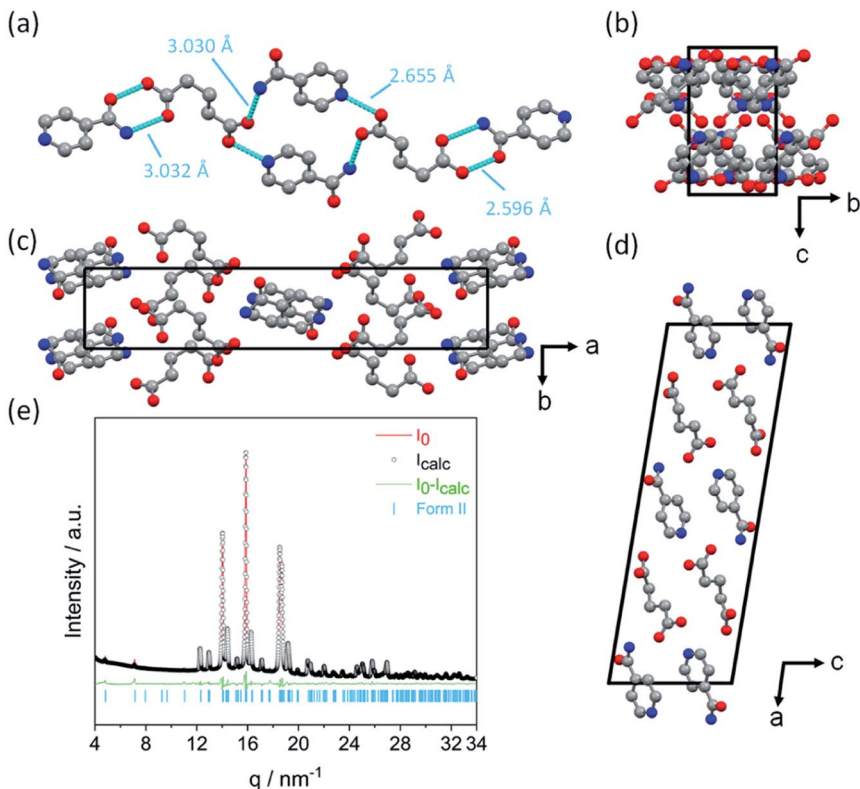 (a)
3.030 Å
2.655 Å
3.032 Å
2.596 Å
(b)
b
c
(c)
a
b
(d)
c
a
(e)
I0
Icalc
I0-Icalc
Form II
Intensity / a.u.
4 8 12 16 20 24 28 32 34
q / nm-1